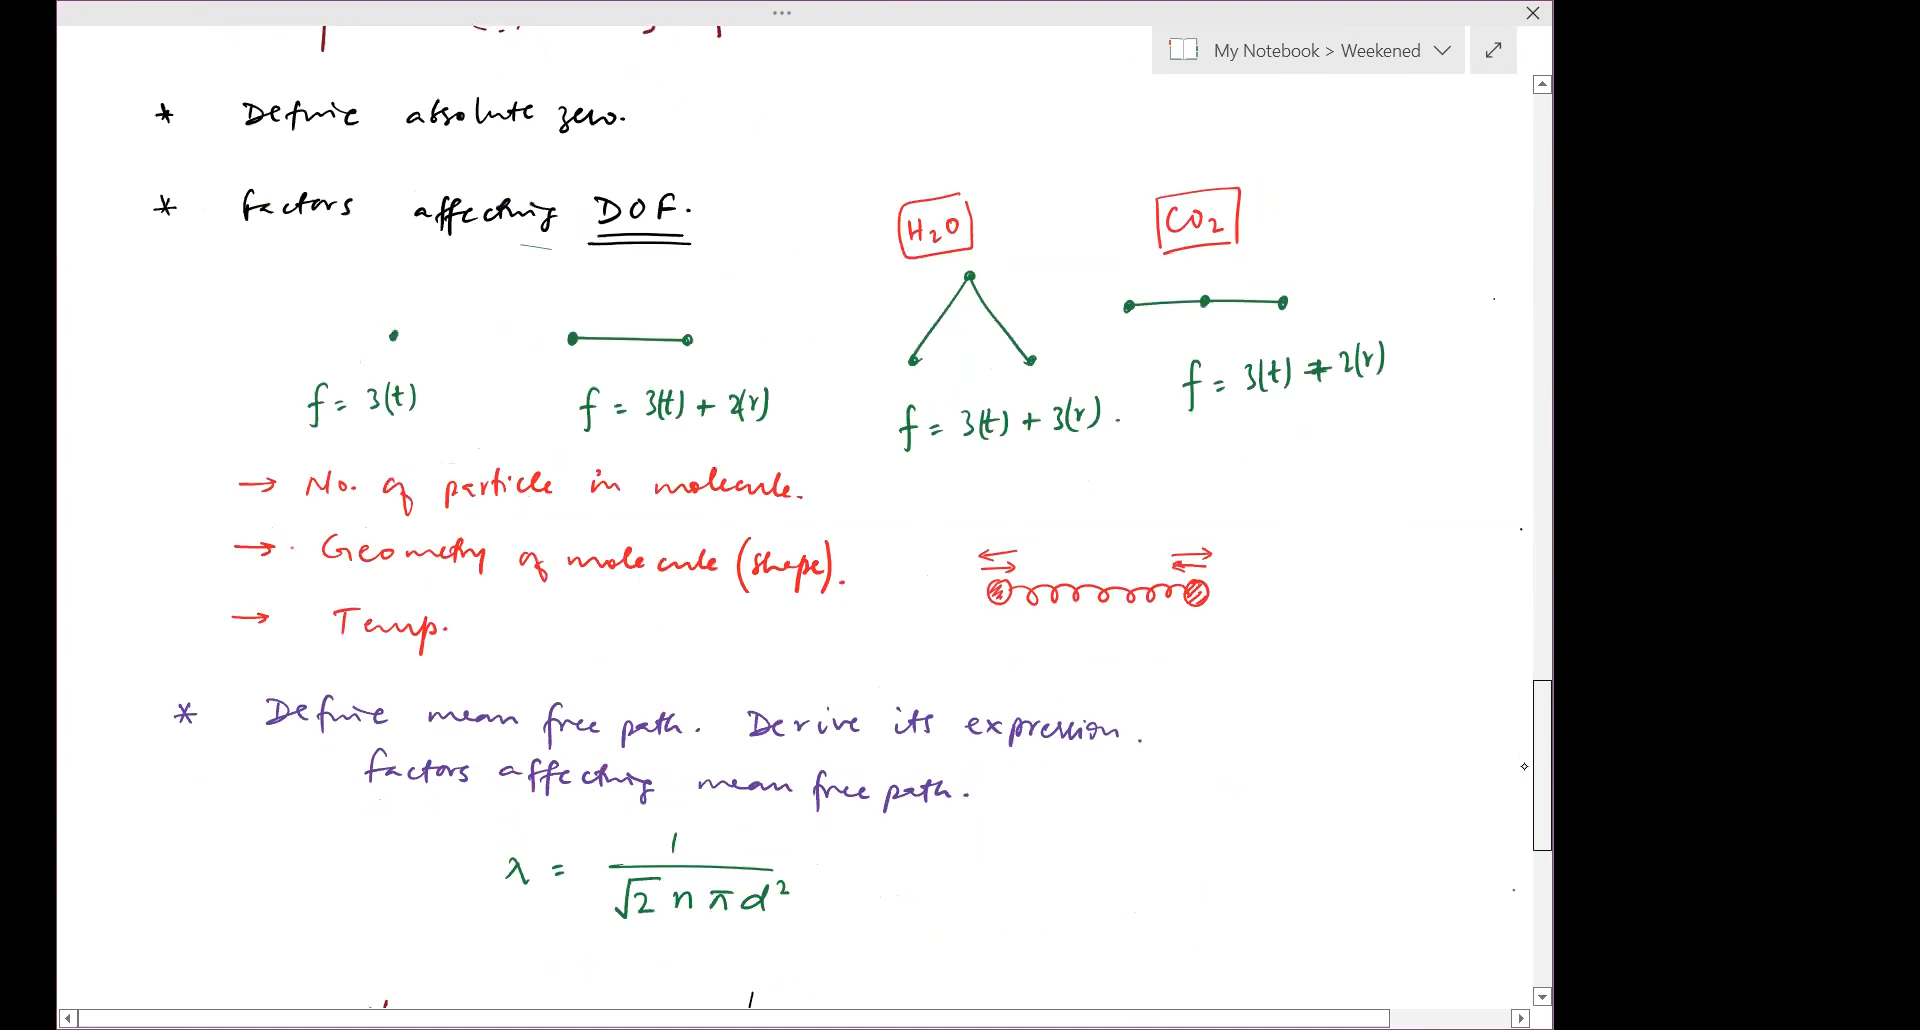 My Notebook > Weekened
* Define absolute zero.
* factors affecting DOF.
H₂O
CO₂
f = 3(t)
f = 3(t) + 2(r)
f = 3(t) + 3(r).
f = 3(t) + 2(r)
→ No. of particle in molecule.
→ Geometry of molecule (shape).
→ Temp.
* Define mean free path. Derive its expression.
factors affecting mean free path.
λ = 1 / √2 n π d²